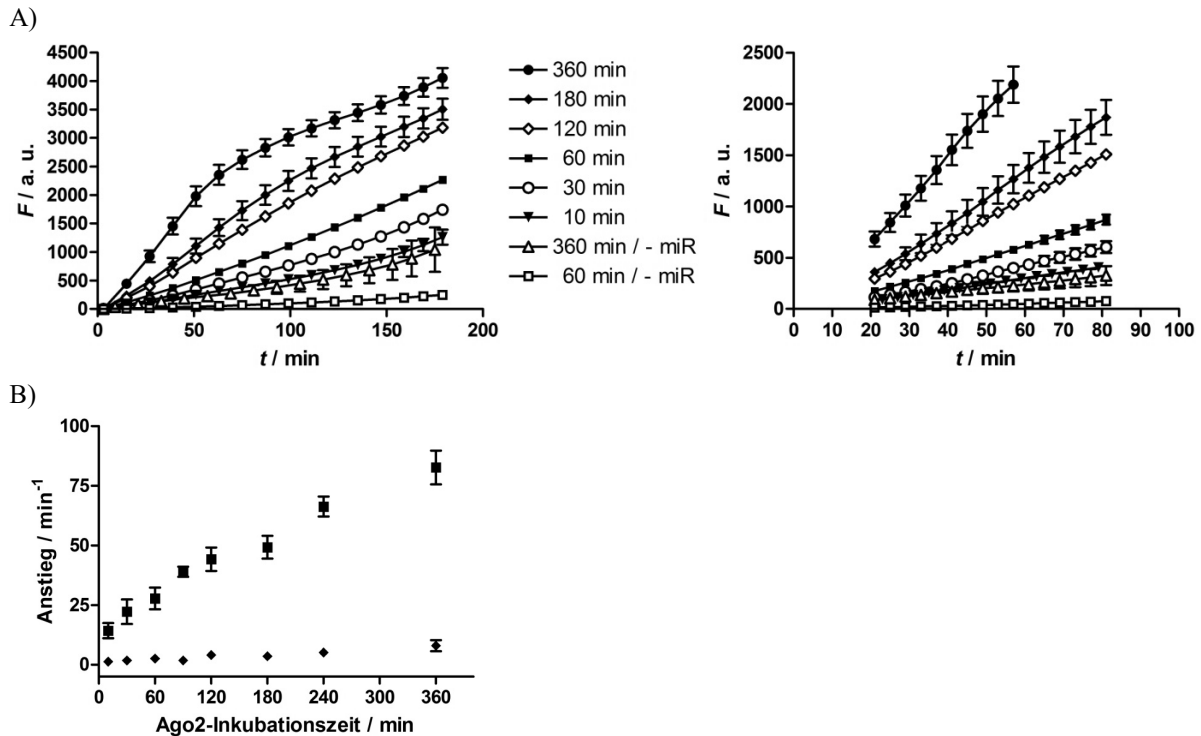 A)
F / a. u.
4500
4000
3500
3000
2500
2000
1500
1000
500
0
0
50
100
150
200
t / min
360 min
180 min
120 min
60 min
30 min
10 min
360 min / - miR
60 min / - miR
F / a. u.
2500
2000
1500
1000
500
0
0
10
20
30
40
50
60
70
80
90
100
t / min
B)
Anstieg / min⁻¹
100
75
50
25
0
0
60
120
180
240
300
360
Ago2-Inkubationszeit / min